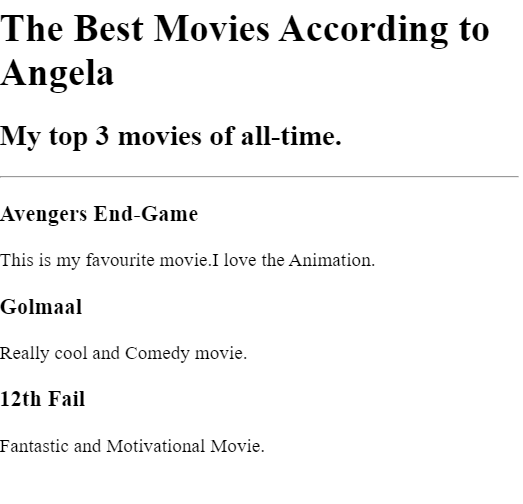 The Best Movies According to
Angela
My top 3 movies of all-time.
Avengers End-Game
This is my favourite movie.I love the Animation.
Golmaal
Really cool and Comedy movie.
12th Fail
Fantastic and Motivational Movie.